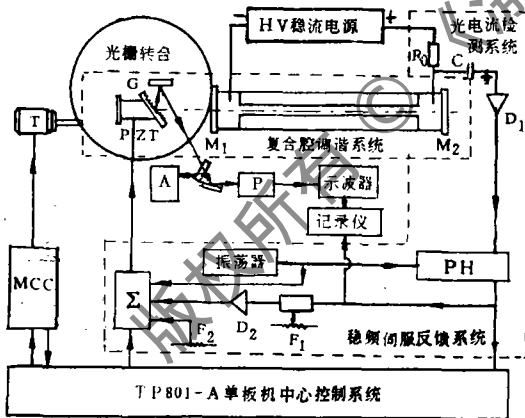 HV稳流电源
光电流检
测系统
光栅转台
G
R₀
C
T
PZT
M₁
M₂
D₁
复合腔调谐系统
A
P
示波器
记录仪
振荡器
PH
MCC
Σ
D₂
F₂
F₁
稳频伺服反馈系统
TP801-A单板机中心控制系统
版权所有 ©